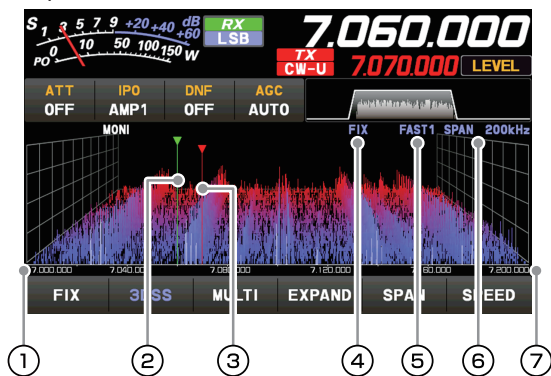 S 1 3 5 7 9 +20 +40 +60 dB
PO 0 10 50 100 150 W
RX
LSB
7.060.000
TX
CW-U
7.070.000
LEVEL
ATT IPO DNF AGC
OFF AMP1 OFF AUTO
MONI FIX FAST1 SPAN 200kHz
7.000.000 7.040.000 7.120.000 7.200.000
FIX 3DSS MULTI EXPAND SPAN SPEED
1 2 3 4 5 6 7